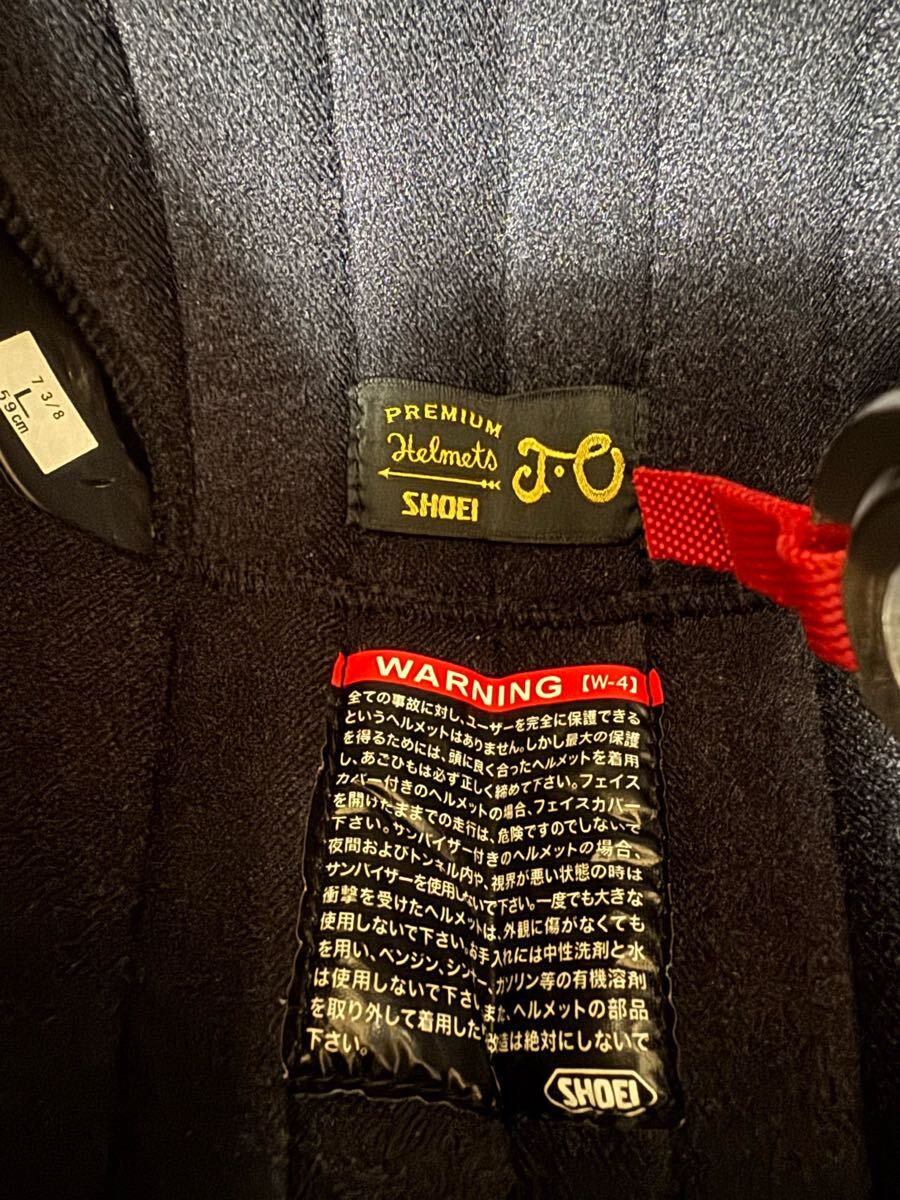 7 3/8
L
59cm
PREMIUM
Helmets
SHOEI
J・O
WARNING 【W-4】
全ての事故に対し、ユーザーを完全に保護できる
というヘルメットはありません。しかし最大の保護
を得るためには、頭に良く合ったヘルメットを着用
し、あごひもは必ず正しく締めて下さい。フェイス
カバー付きのヘルメットの場合、フェイスカバー
を開けたままでの走行は、危険ですのでしないで
下さい。サンバイザー付きのヘルメットの場合、
夜間およびトンネル内や、視界が悪い状態の時は
サンバイザーを使用しないで下さい。一度でも大きな
衝撃を受けたヘルメットは、外観に傷がなくても
使用しないで下さい。お手入れには中性洗剤と水
を用い、ベンジン、シンナー、ガソリン等の有機溶剤
は使用しないで下さい。また、ヘルメットの部品
を取り外して着用した 改造は絶対にしないで
下さい。
SHOEI